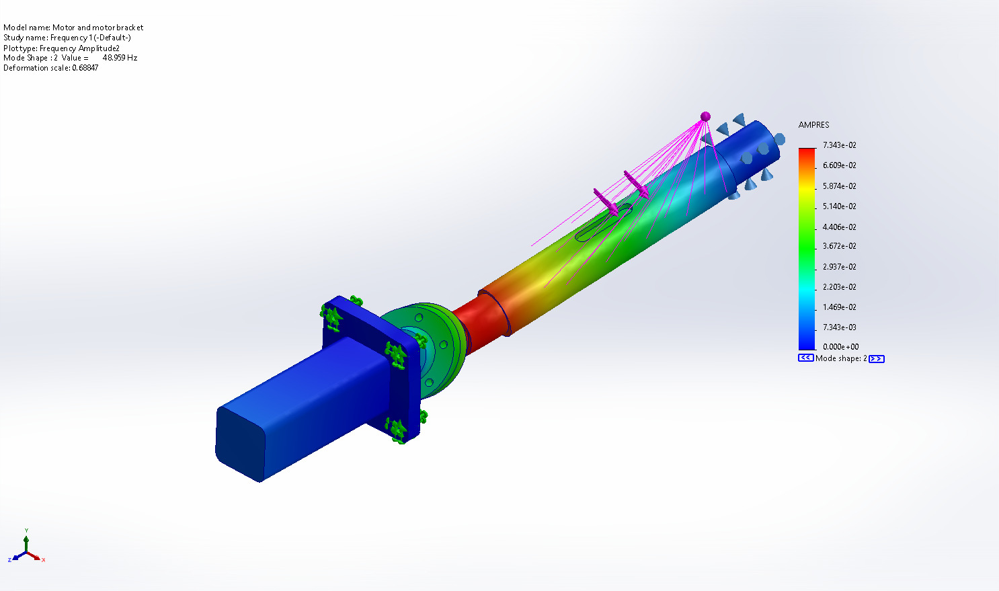 Model name: Motor and motor bracket
Study name: Frequency 1(-Default-)
Plot type: Frequency Amplitude2
Mode Shape : 2 Value = 48.959 Hz
Deformation scale: 0.68847
AMPRES
7.343e-02
6.609e-02
5.874e-02
5.140e-02
4.406e-02
3.672e-02
2.937e-02
2.203e-02
1.469e-02
7.343e-03
0.000e+00
<< Mode shape: 2 >>
Y
Z X